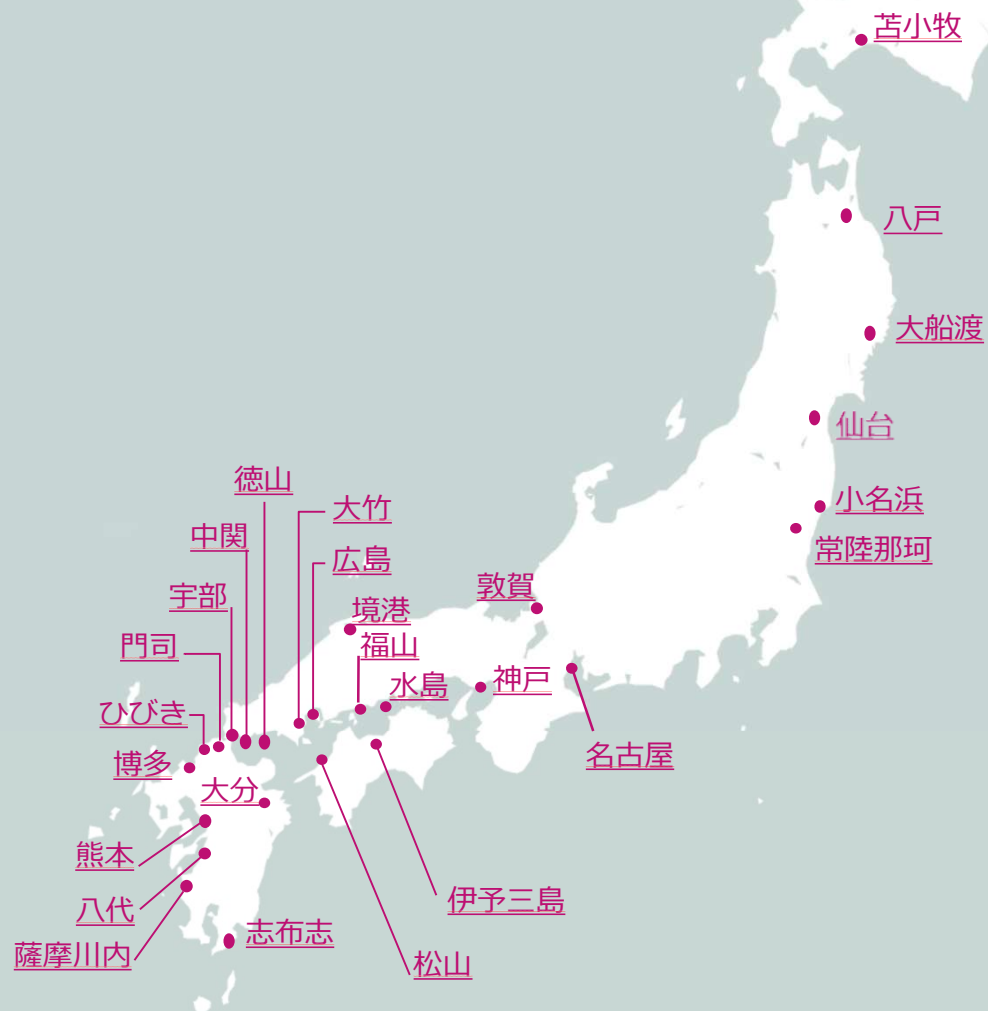 苫小牧
八戸
大船渡
仙台
小名浜
常陸那珂
徳山
大竹
中関
広島
宇部
敦賀
境港
福山
門司
水島
神戸
ひびき
名古屋
博多
大分
熊本
伊予三島
八代
志布志
薩摩川内
松山